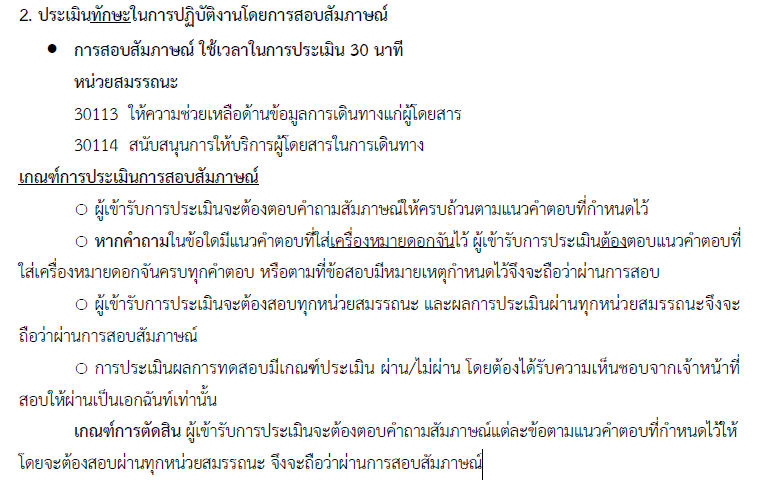 2. ประเมินทักษะในการปฏิบัติงานโดยการสอบสัมภาษณ์
● การสอบสัมภาษณ์ ใช้เวลาในการประเมิน 30 นาที
หน่วยสมรรถนะ
30113 ให้ความช่วยเหลือด้านข้อมูลการเดินทางแก่ผู้โดยสาร
30114 สนับสนุนการให้บริการผู้โดยสารในการเดินทาง
เกณฑ์การประเมินการสอบสัมภาษณ์
○ ผู้เข้ารับการประเมินจะต้องตอบคำถามสัมภาษณ์ให้ครบถ้วนตามแนวคำตอบที่กำหนดไว้
○ หากคำถามในข้อใดมีแนวคำตอบที่ใส่เครื่องหมายดอกจันไว้ ผู้เข้ารับการประเมินต้องตอบแนวคำตอบที่
ใส่เครื่องหมายดอกจันครบทุกคำตอบ หรือตามที่ข้อสอบมีหมายเหตุกำหนดไว้จึงจะถือว่าผ่านการสอบ
○ ผู้เข้ารับการประเมินจะต้องสอบทุกหน่วยสมรรถนะ และผลการประเมินผ่านทุกหน่วยสมรรถนะจึงจะ
ถือว่าผ่านการสอบสัมภาษณ์
○ การประเมินผลการทดสอบมีเกณฑ์ประเมิน ผ่าน/ไม่ผ่าน โดยต้องได้รับความเห็นชอบจากเจ้าหน้าที่
สอบให้ผ่านเป็นเอกฉันท์เท่านั้น
เกณฑ์การตัดสิน ผู้เข้ารับการประเมินจะต้องตอบคำถามสัมภาษณ์แต่ละข้อตามแนวคำตอบที่กำหนดไว้ให้
โดยจะต้องสอบผ่านทุกหน่วยสมรรถนะ จึงจะถือว่าผ่านการสอบสัมภาษณ์